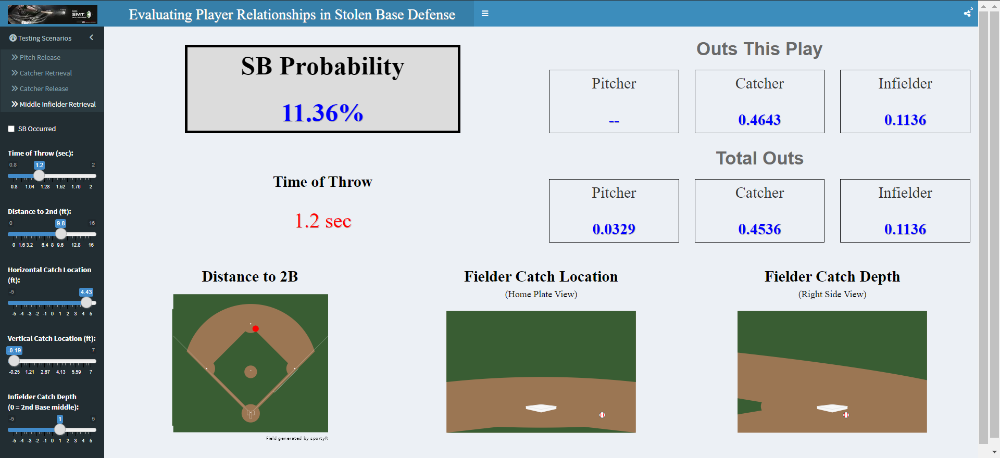 2023
SMT
DATA CHALLENGE
Evaluating Player Relationships in Stolen Base Defense
5
Testing Scenarios
Pitch Release
Catcher Retrieval
Catcher Release
Middle Infielder Retrieval
SB Occurred
Time of Throw (sec):
0.8 1.2 2
0.8 1.04 1.28 1.52 1.76 2
Distance to 2nd (ft):
0 9.8 16
0 1.6 3.2 6.4 8 9.6 12.8 16
Horizontal Catch Location
(ft):
-5 4.43
-5 -4 -3 -2 -1 0 1 2 3 4 5
Vertical Catch Location (ft):
-0.19 7
-0.25 1.21 2.67 4.13 5.59 7
Infielder Catch Depth
(0 = 2nd Base middle):
-5 1 5
-5 -4 -3 -2 -1 0 1 2 3 4 5
SB Probability
11.36%
Time of Throw
1.2 sec
Outs This Play
Pitcher Catcher Infielder
-- 0.4643 0.1136
Total Outs
Pitcher Catcher Infielder
0.0329 0.4536 0.1136
Distance to 2B
Field generated by sportyR
Fielder Catch Location
(Home Plate View)
Fielder Catch Depth
(Right Side View)